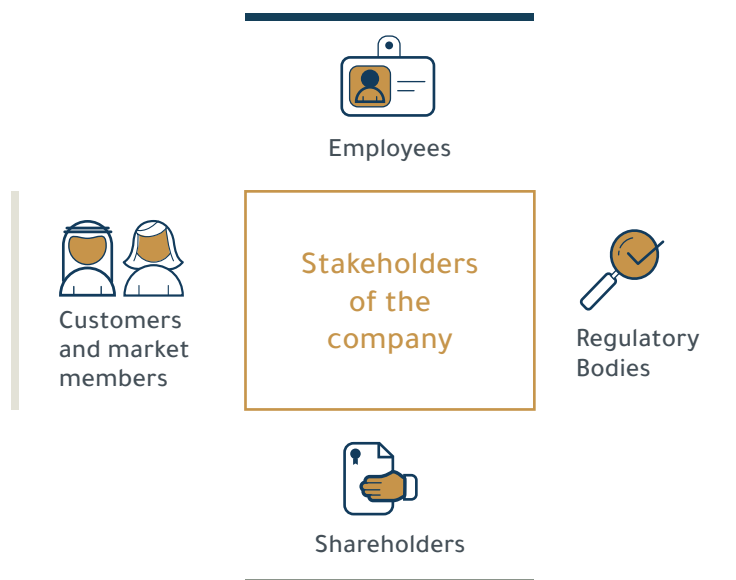 Employees
Stakeholders
of the
company
Customers
and market
members
Regulatory
Bodies
Shareholders